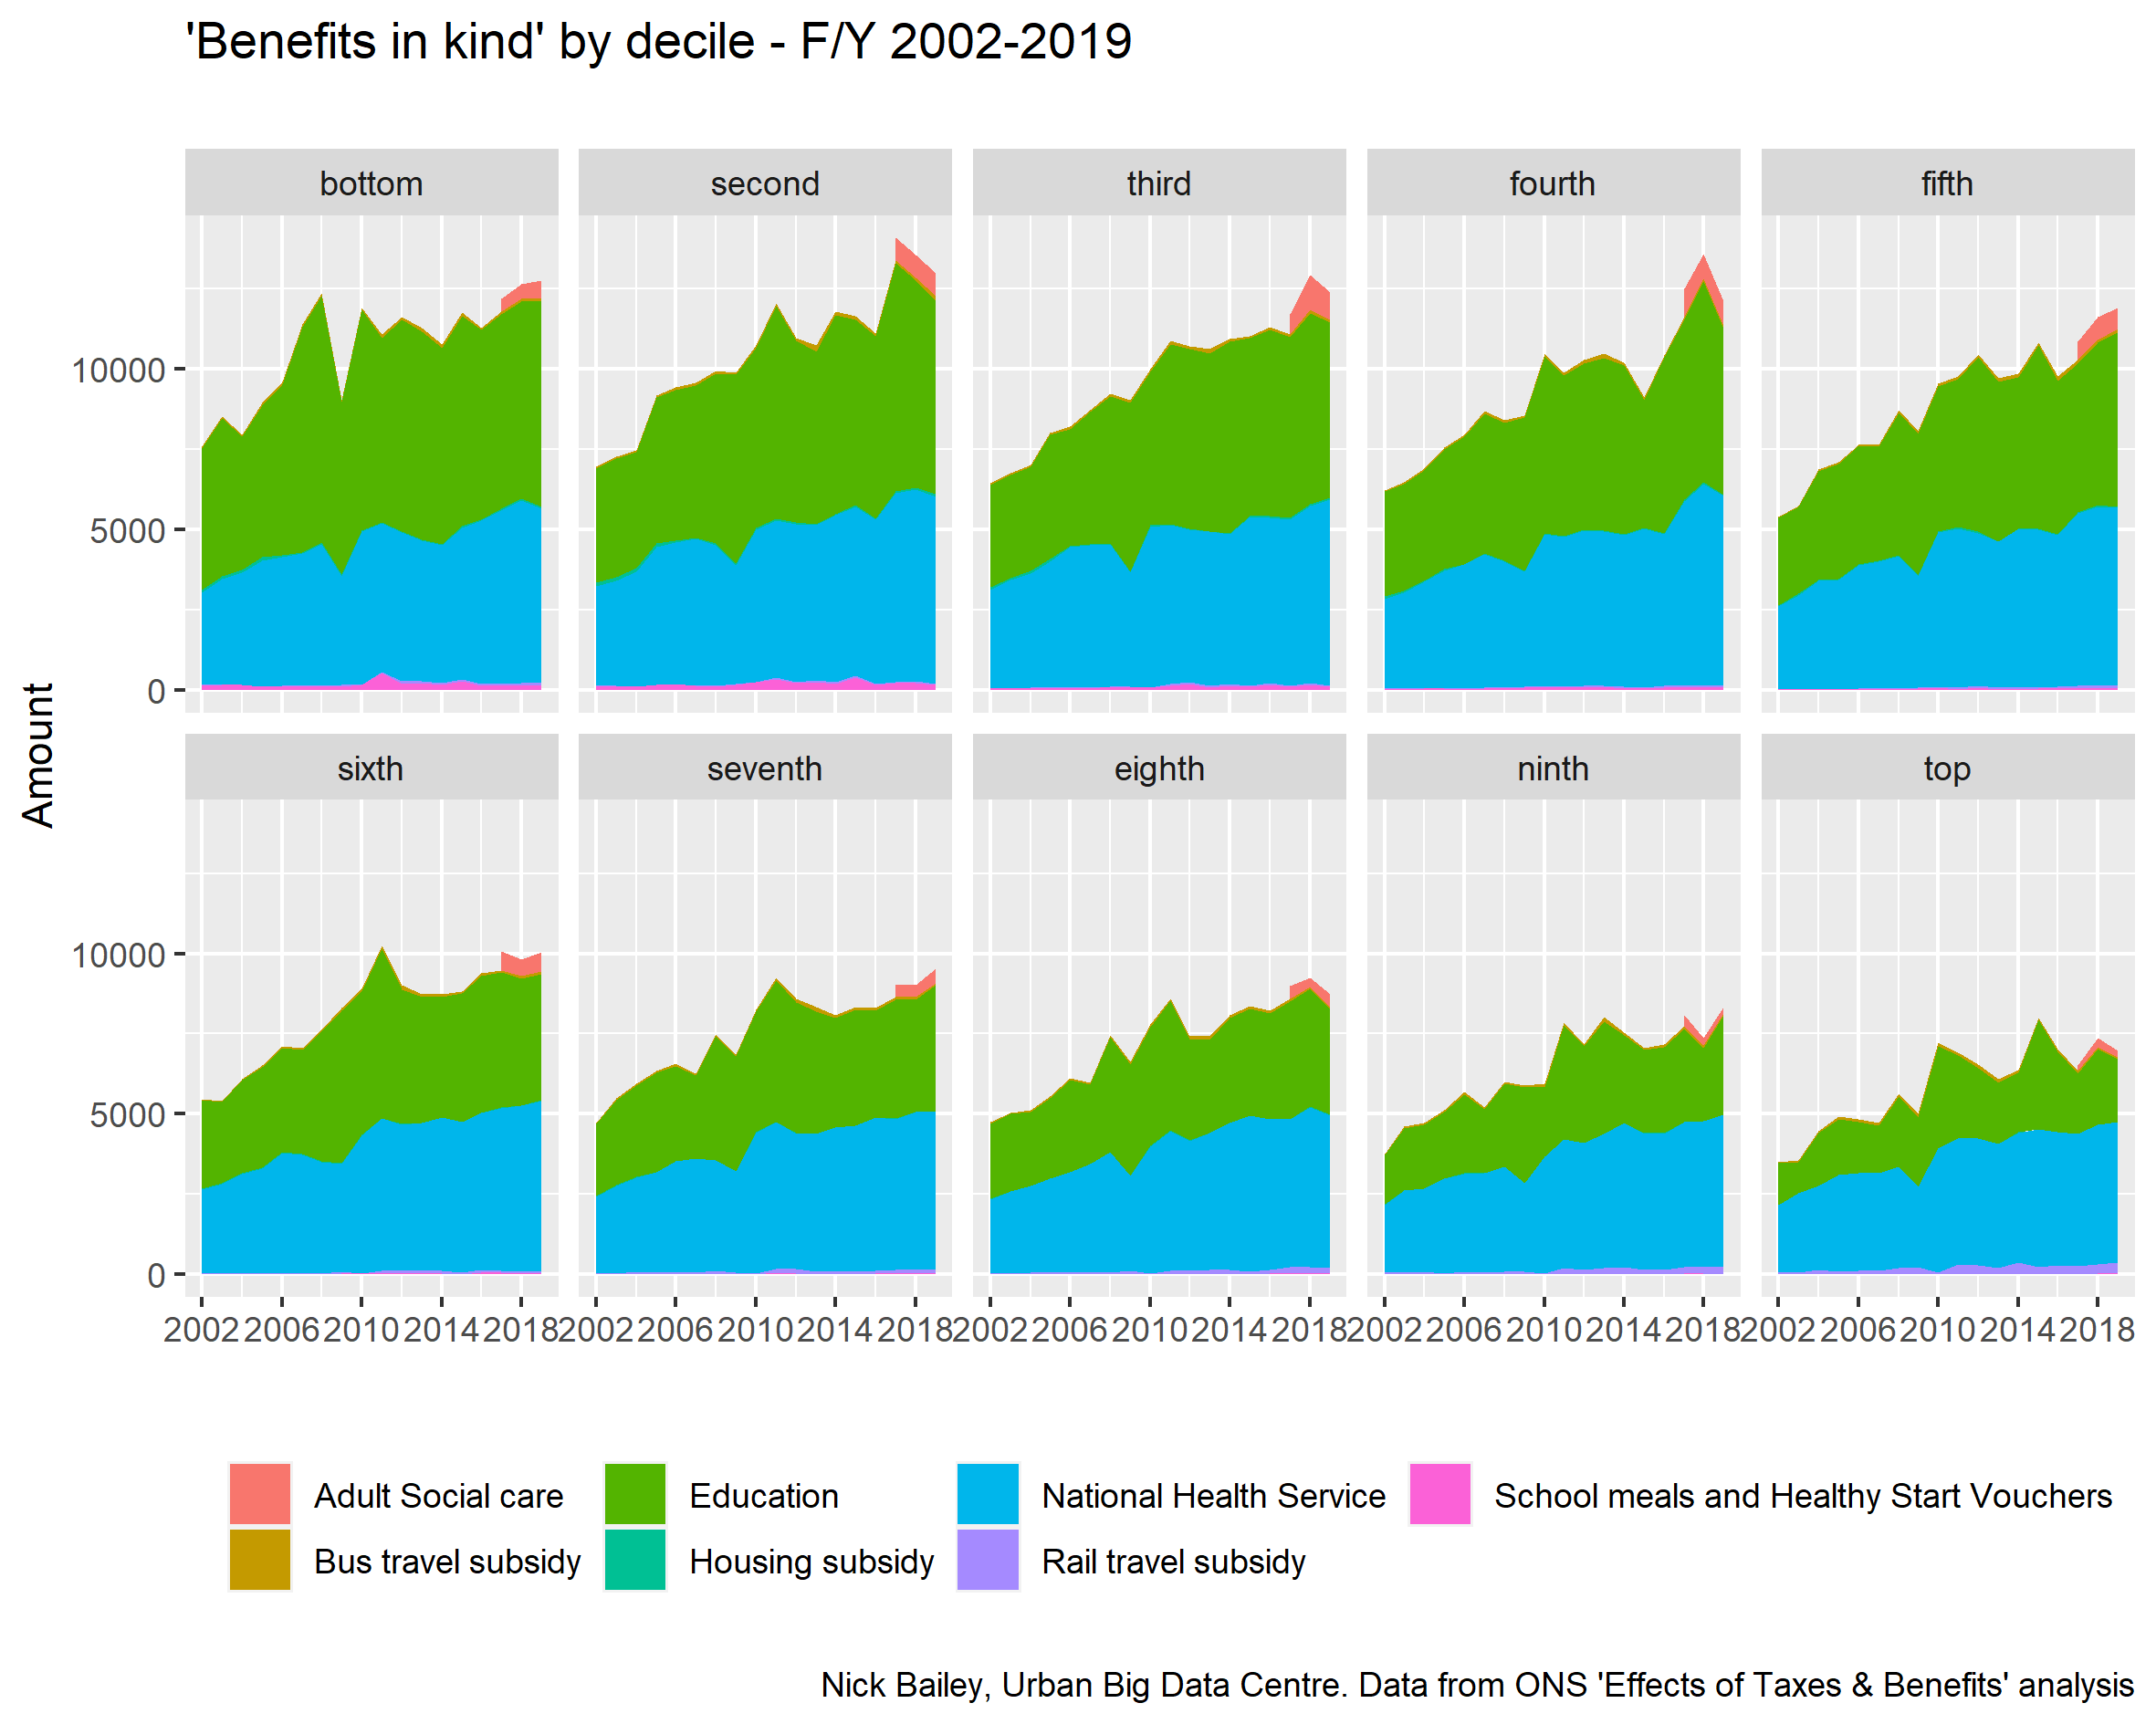 'Benefits in kind' by decile - F/Y 2002-2019
bottom second third fourth fifth
10000
5000
0
Amount
sixth seventh eighth ninth top
10000
5000
0
2002 2006 2010 2014 2018 2002 2006 2010 2014 2018 2002 2006 2010 2014 2018 2002 2006 2010 2014 2018 2002 2006 2010 2014 2018
Adult Social care Education National Health Service School meals and Healthy Start Vouchers
Bus travel subsidy Housing subsidy Rail travel subsidy
Nick Bailey, Urban Big Data Centre. Data from ONS 'Effects of Taxes & Benefits' analysis